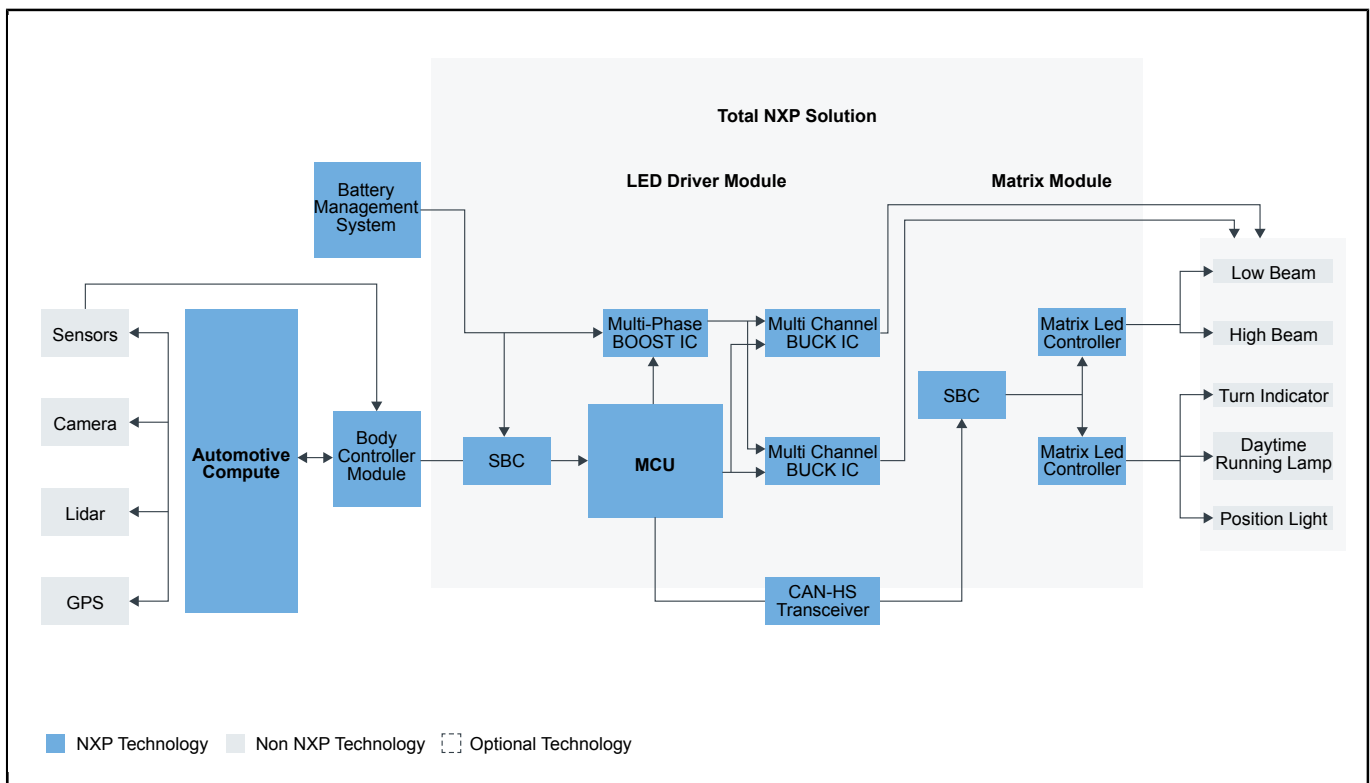 Total NXP Solution
LED Driver Module
Matrix Module
Battery
Management
System
Sensors
Camera
Lidar
GPS
Automotive
Compute
Body
Controller
Module
SBC
Multi-Phase
BOOST IC
MCU
Multi Channel
BUCK IC
Multi Channel
BUCK IC
CAN-HS
Transceiver
SBC
Matrix Led
Controller
Matrix Led
Controller
Low Beam
High Beam
Turn Indicator
Daytime
Running Lamp
Position Light
NXP Technology
Non NXP Technology
Optional Technology